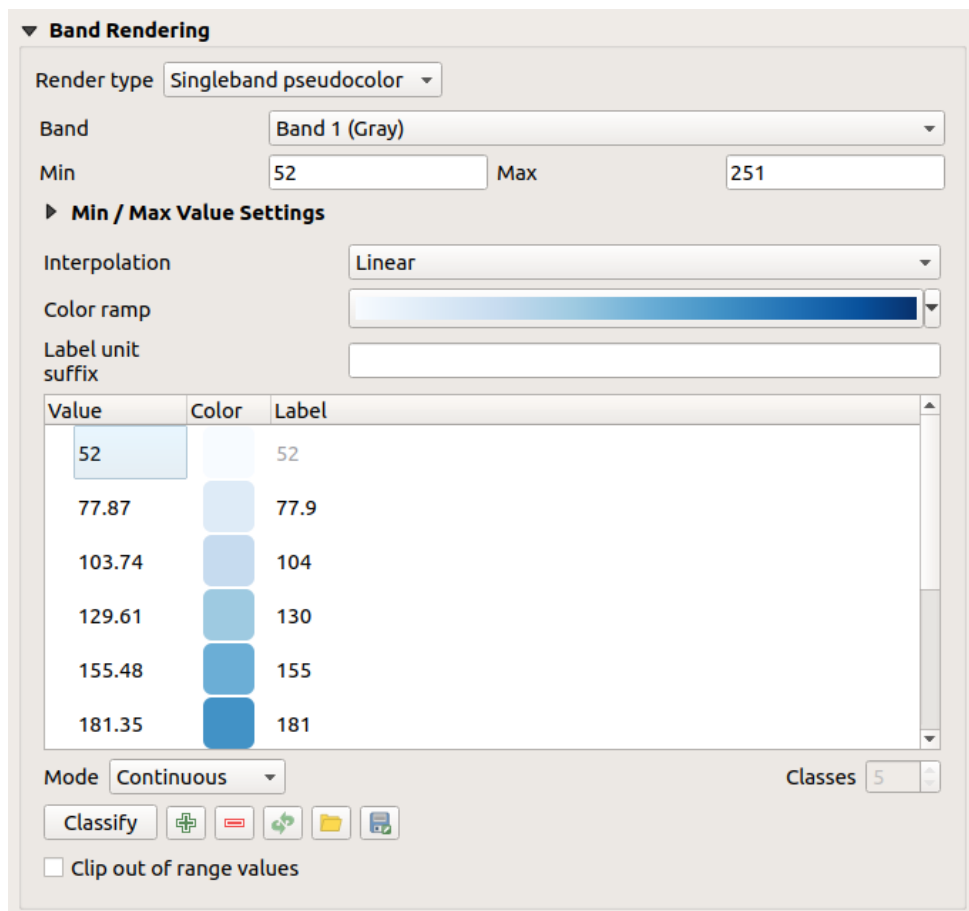 Band Rendering
Render type Singleband pseudocolor
Band Band 1 (Gray)
Min 52 Max 251
Min / Max Value Settings
Interpolation Linear
Color ramp
Label unit
suffix
Value Color Label
52 52
77.87 77.9
103.74 104
129.61 130
155.48 155
181.35 181
Mode Continuous Classes 5
Classify
Clip out of range values